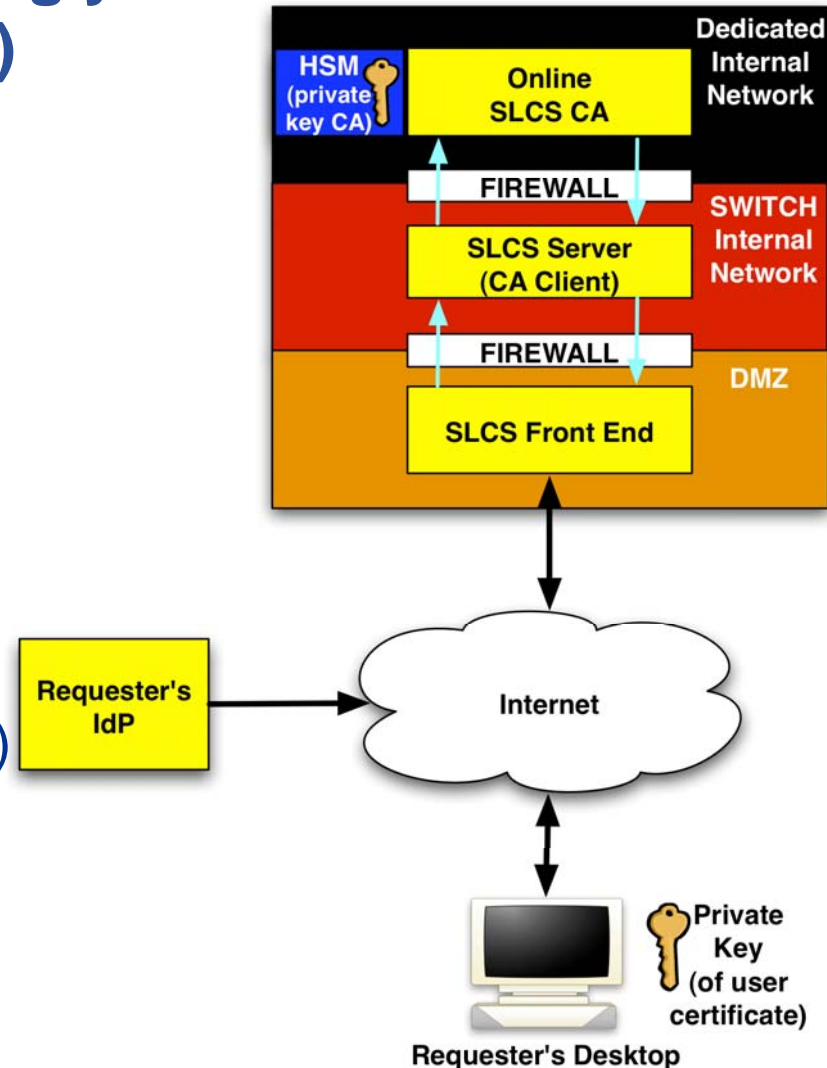 gy
)
Dedicated
Internal
Network
HSM
(private
key CA)
Online
SLCS CA
FIREWALL
SWITCH
Internal
Network
SLCS Server
(CA Client)
FIREWALL
DMZ
SLCS Front End
Requester's
IdP
)
Internet
Private
Key
(of user
certificate)
Requester's Desktop